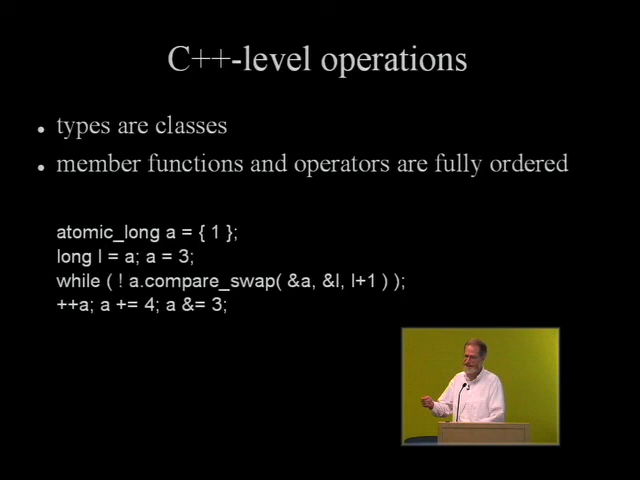 C++-level operations
• types are classes
• member functions and operators are fully ordered
atomic_long a = { 1 };
long l = a; a = 3;
while ( ! a.compare_swap( &a, &l, l+1 ) );
++a; a += 4; a &= 3;